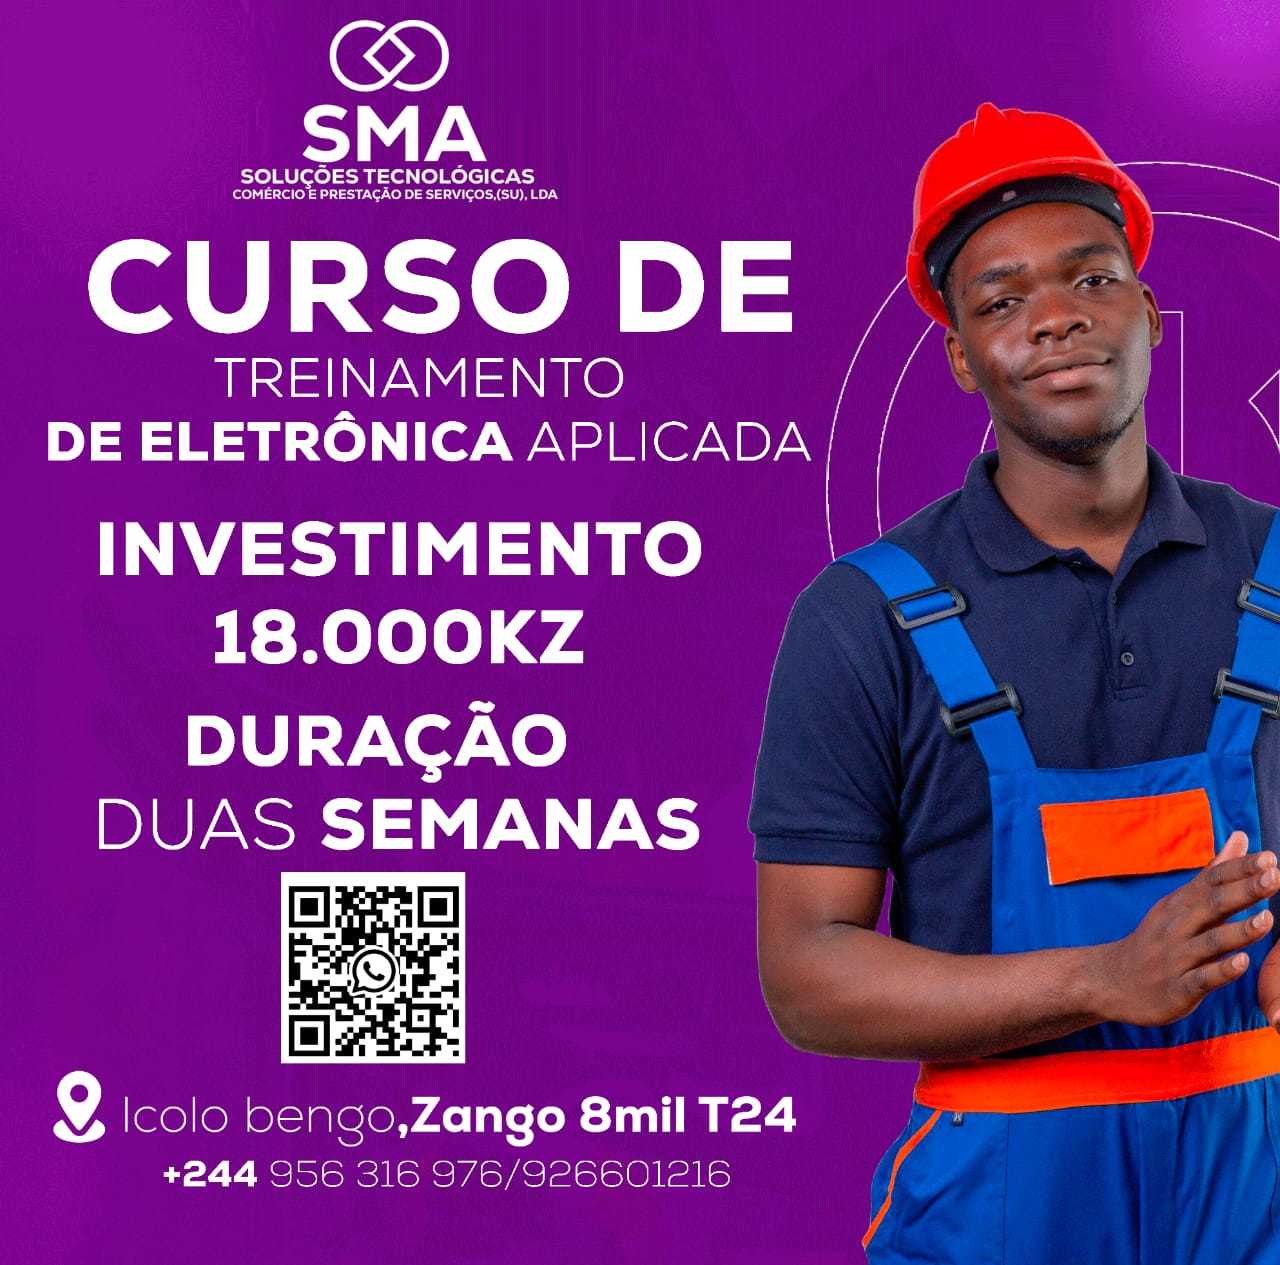 SMA
SOLUÇÕES TECNOLÓGICAS
COMÉRCIO E PRESTAÇÃO DE SERVIÇOS,(SU), LDA
CURSO DE
TREINAMENTO
DE ELETRÔNICA APLICADA
INVESTIMENTO
18.000KZ
DURAÇÃO
DUAS SEMANAS
Icolo bengo,Zango 8mil T24
+244 956 316 976/926601216